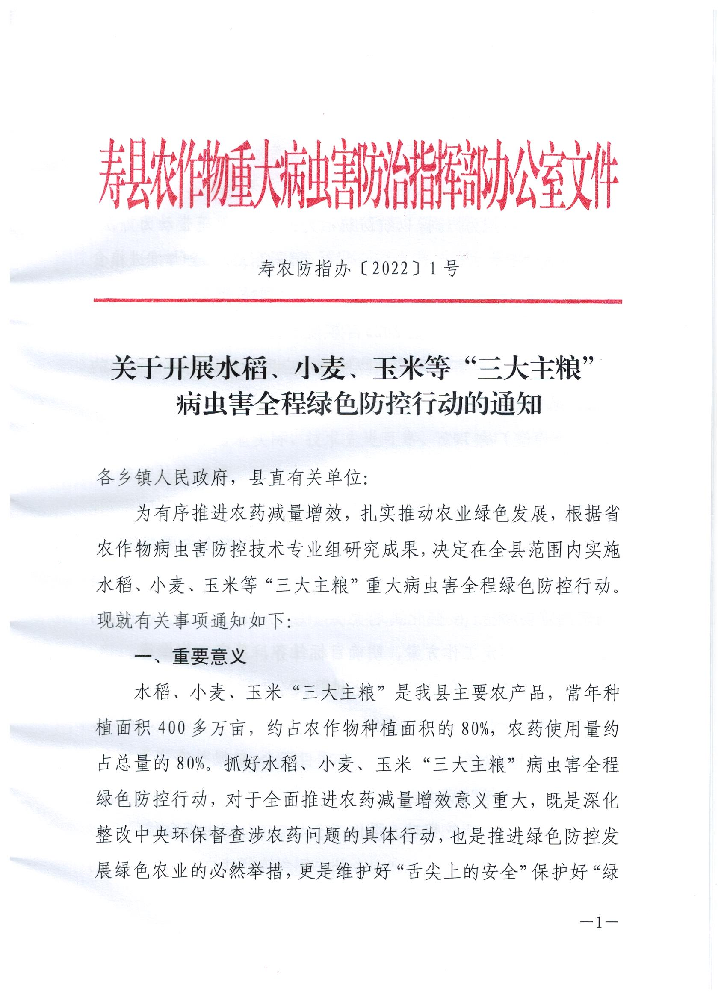 寿县农作物重大病虫害防治指挥部办公室文件
寿农防指办〔2022〕1号
关于开展水稻、小麦、玉米等“三大主粮”
病虫害全程绿色防控行动的通知
各乡镇人民政府，县直有关单位：
为有序推进农药减量增效，扎实推动农业绿色发展，根据省
农作物病虫害防控技术专业组研究成果，决定在全县范围内实施
水稻、小麦、玉米等“三大主粮”重大病虫害全程绿色防控行动。
现就有关事项通知如下：
一、重要意义
水稻、小麦、玉米“三大主粮”是我县主要农产品，常年种
植面积400多万亩，约占农作物种植面积的80%，农药使用量约
占总量的80%。抓好水稻、小麦、玉米“三大主粮”病虫害全程
绿色防控行动，对于全面推进农药减量增效意义重大，既是深化
整改中央环保督查涉农药问题的具体行动，也是推进绿色防控发
展绿色农业的必然举措，更是维护好“舌尖上的安全”保护好“绿
—1—